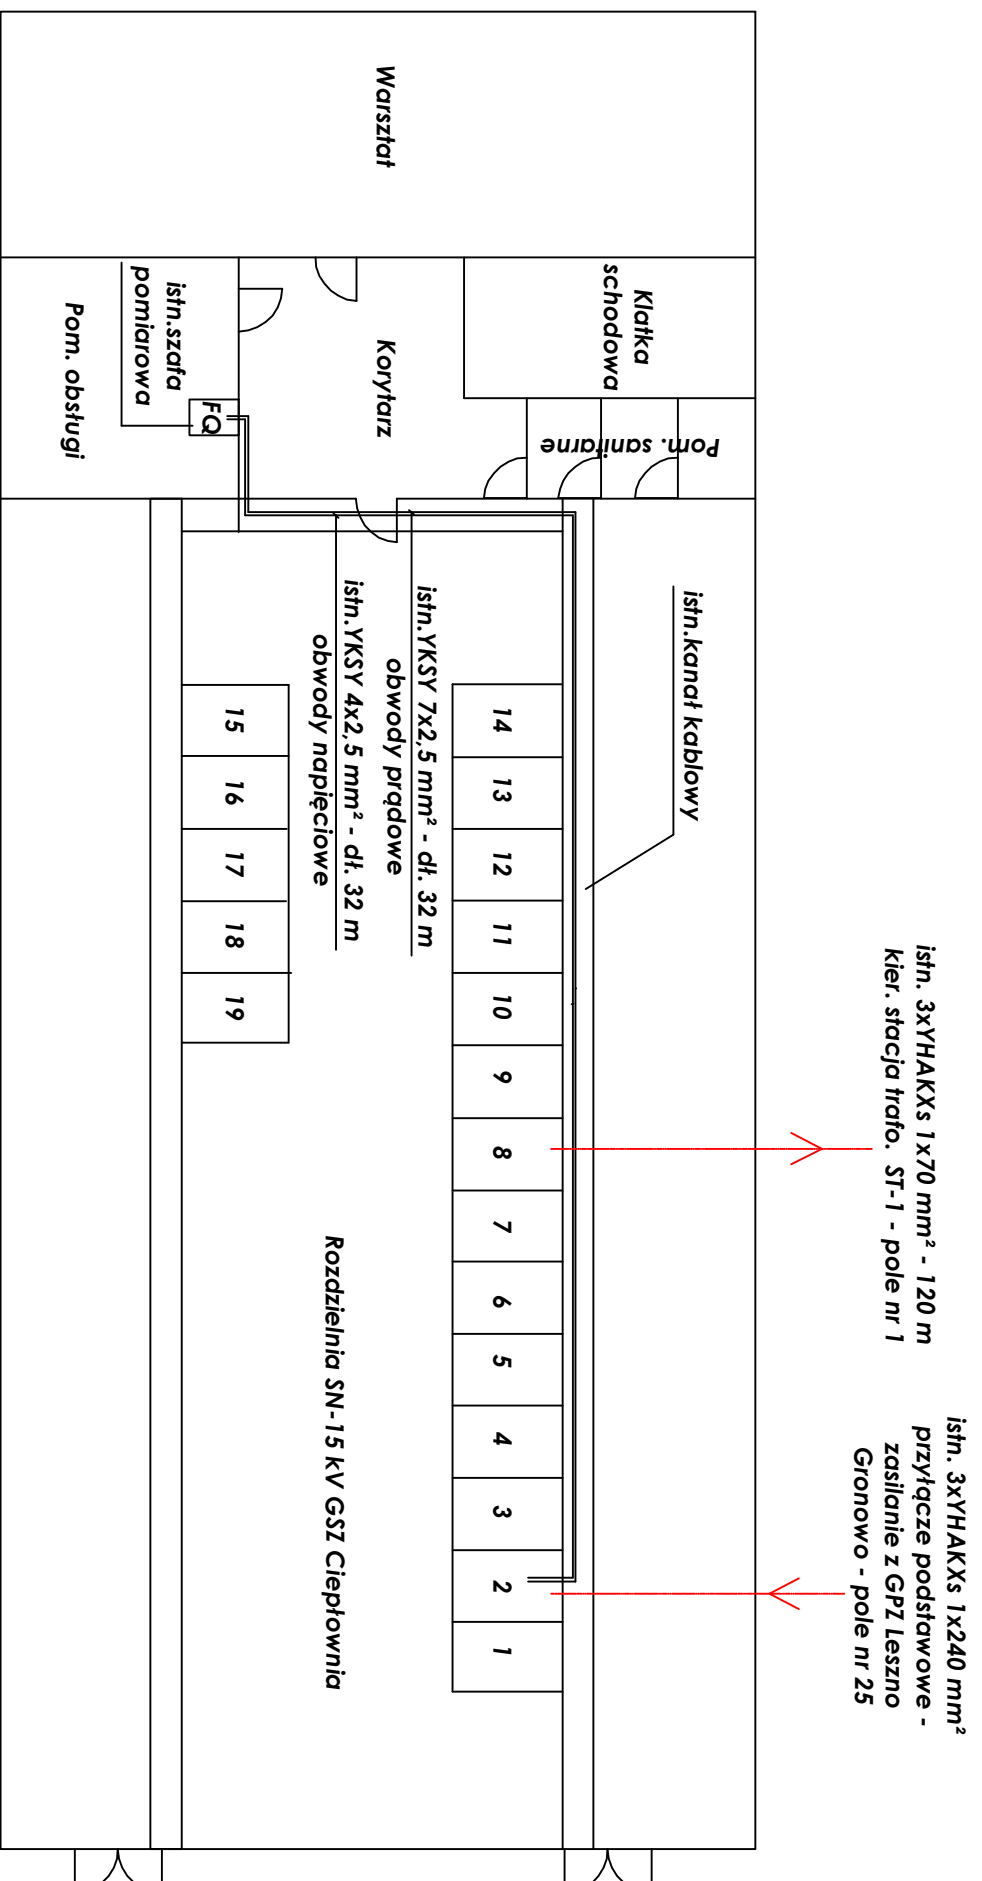 Warsztat
Klatka
schodowa
Pom. sanitarne
Korytarz
istn.szafa
pomiarowa
Pom. obsługi
FQ
istn.kanał kablowy
istn.YKSY 7x2,5 mm² - dł. 32 m
obwody prądowe
istn.YKSY 4x2,5 mm² - dł. 32 m
obwody napięciowe
14
13
12
11
10
9
8
7
6
5
4
3
2
1
15
16
17
18
19
Rozdzielnia SN-15 kV GSZ Ciepłownia
istn. 3xYHAKXs 1x70 mm² - 120 m
kier. stacja trafo. ST-1 - pole nr 1
istn. 3xYHAKXs 1x240 mm²
przyłącze podstawowe -
zasilanie z GPZ Leszno
Gronowo - pole nr 25